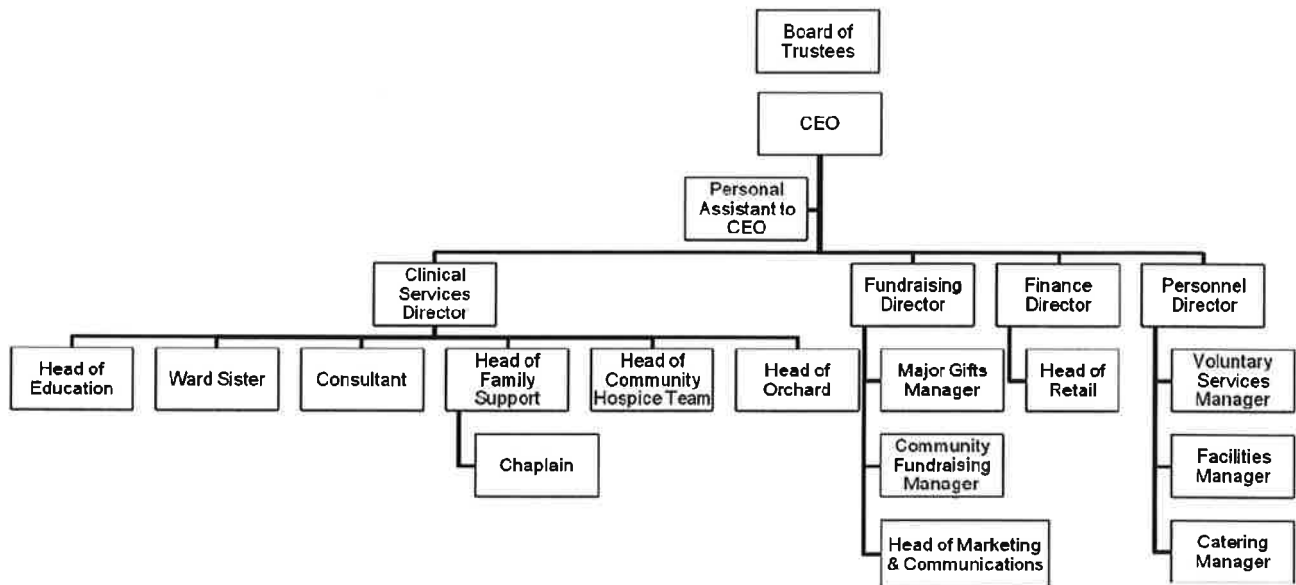 Board of
Trustees
CEO
Personal
Assistant to
CEO
Clinical
Services
Director
Fundraising
Director
Finance
Director
Personnel
Director
Head of
Education
Ward Sister
Consultant
Head of
Family
Support
Head of
Community
Hospice Team
Head of
Orchard
Major Gifts
Manager
Head of
Retail
Voluntary
Services
Manager
Chaplain
Community
Fundraising
Manager
Facilities
Manager
Head of Marketing
& Communications
Catering
Manager